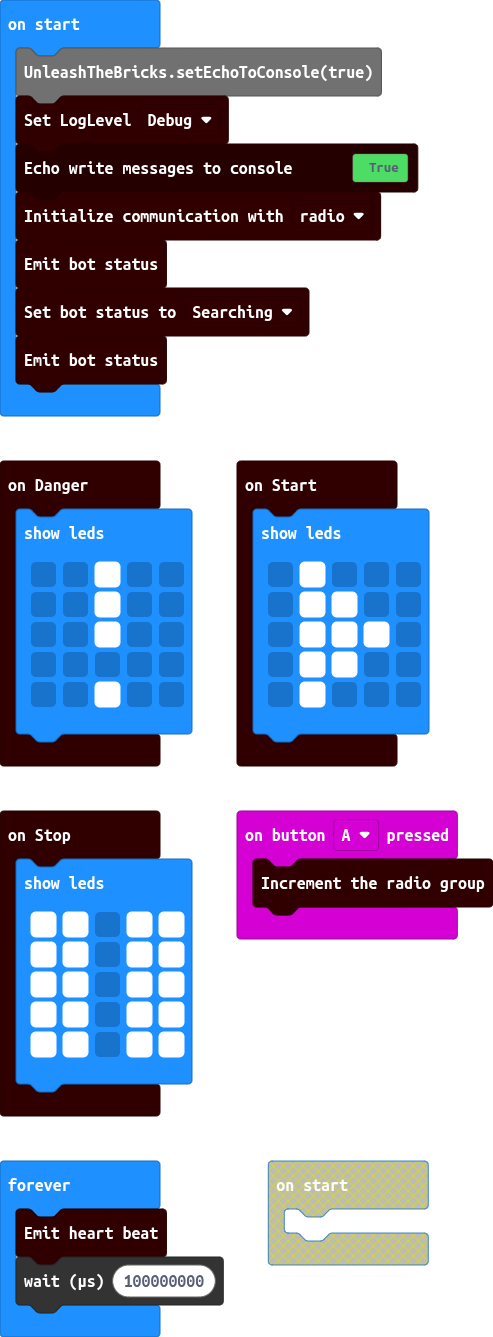 on start
UnleashTheBricks.setEchoToConsole(true)
Set LogLevel Debug
Echo write messages to console True
Initialize communication with radio
Emit bot status
Set bot status to Searching
Emit bot status
on Danger
show leds
on Start
show leds
on Stop
show leds
on button A pressed
Increment the radio group
forever
Emit heart beat
wait (µs) 100000000
on start